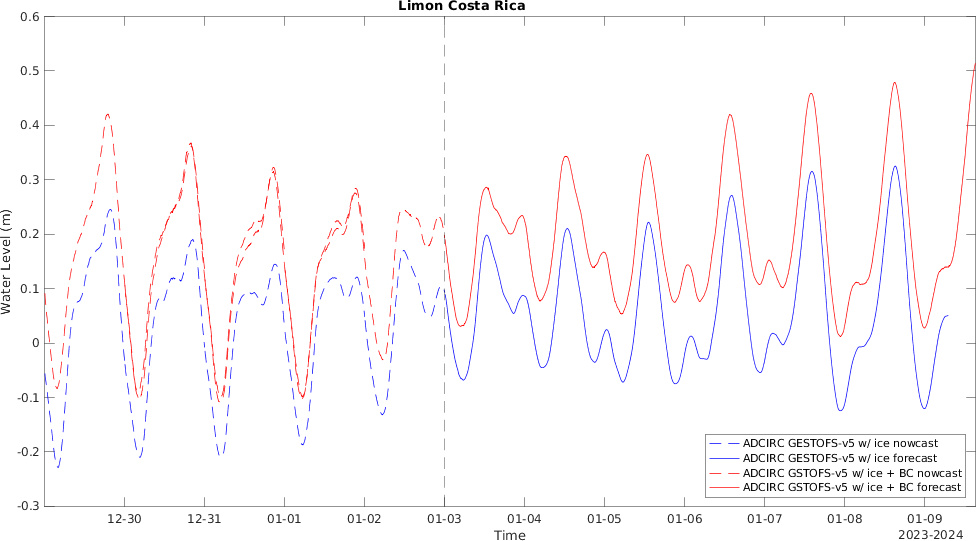 Limon Costa Rica
0.6
0.5
0.4
0.3
0.2
0.1
0
-0.1
-0.2
-0.3
Water Level (m)
ADCIRC GESTOFS-v5 w/ ice nowcast
ADCIRC GESTOFS-v5 w/ ice forecast
ADCIRC GSTOFS-v5 w/ ice + BC nowcast
ADCIRC GSTOFS-v5 w/ ice + BC forecast
12-30 12-31 01-01 01-02 01-03 01-04 01-05 01-06 01-07 01-08 01-09
Time
2023-2024